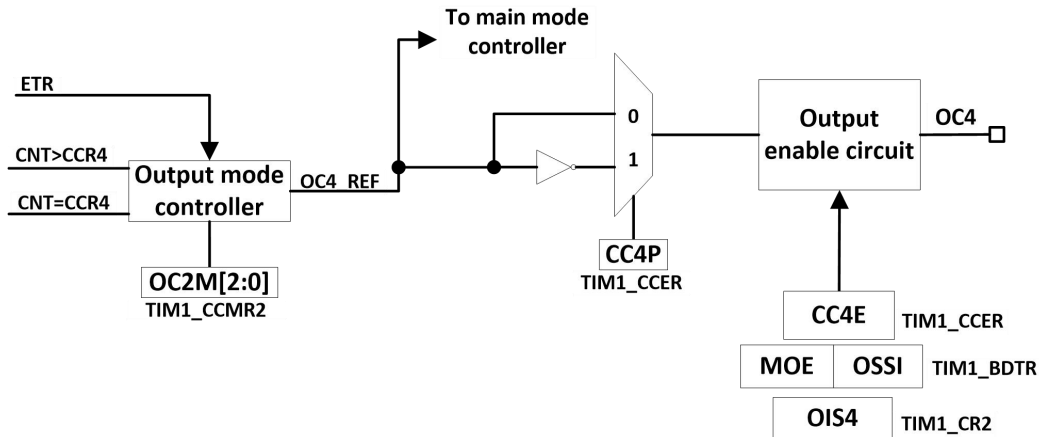 To main mode
controller
ETR
0
Output
enable circuit
OC4
CNT>CCR4
Output mode
controller
OC4_REF
1
CNT=CCR4
CC4P
TIM1_CCER
OC2M[2:0]
TIM1_CCMR2
CC4E
TIM1_CCER
MOE
OSSI
TIM1_BDTR
OIS4
TIM1_CR2